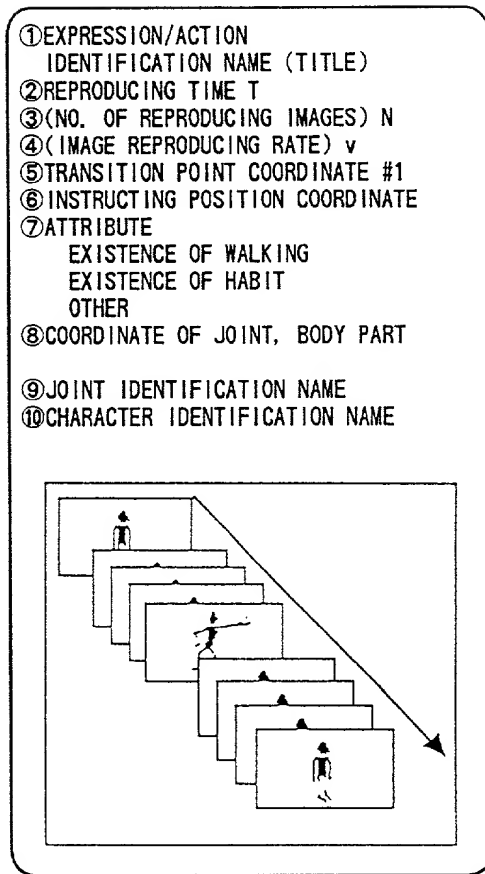 ①EXPRESSION/ACTION
IDENTIFICATION NAME (TITLE)
②REPRODUCING TIME T
③(NO. OF REPRODUCING IMAGES) N
④(IMAGE REPRODUCING RATE) v
⑤TRANSITION POINT COORDINATE #1
⑥INSTRUCTING POSITION COORDINATE
⑦ATTRIBUTE
EXISTENCE OF WALKING
EXISTENCE OF HABIT
OTHER
⑧COORDINATE OF JOINT, BODY PART
⑨JOINT IDENTIFICATION NAME
⑩CHARACTER IDENTIFICATION NAME